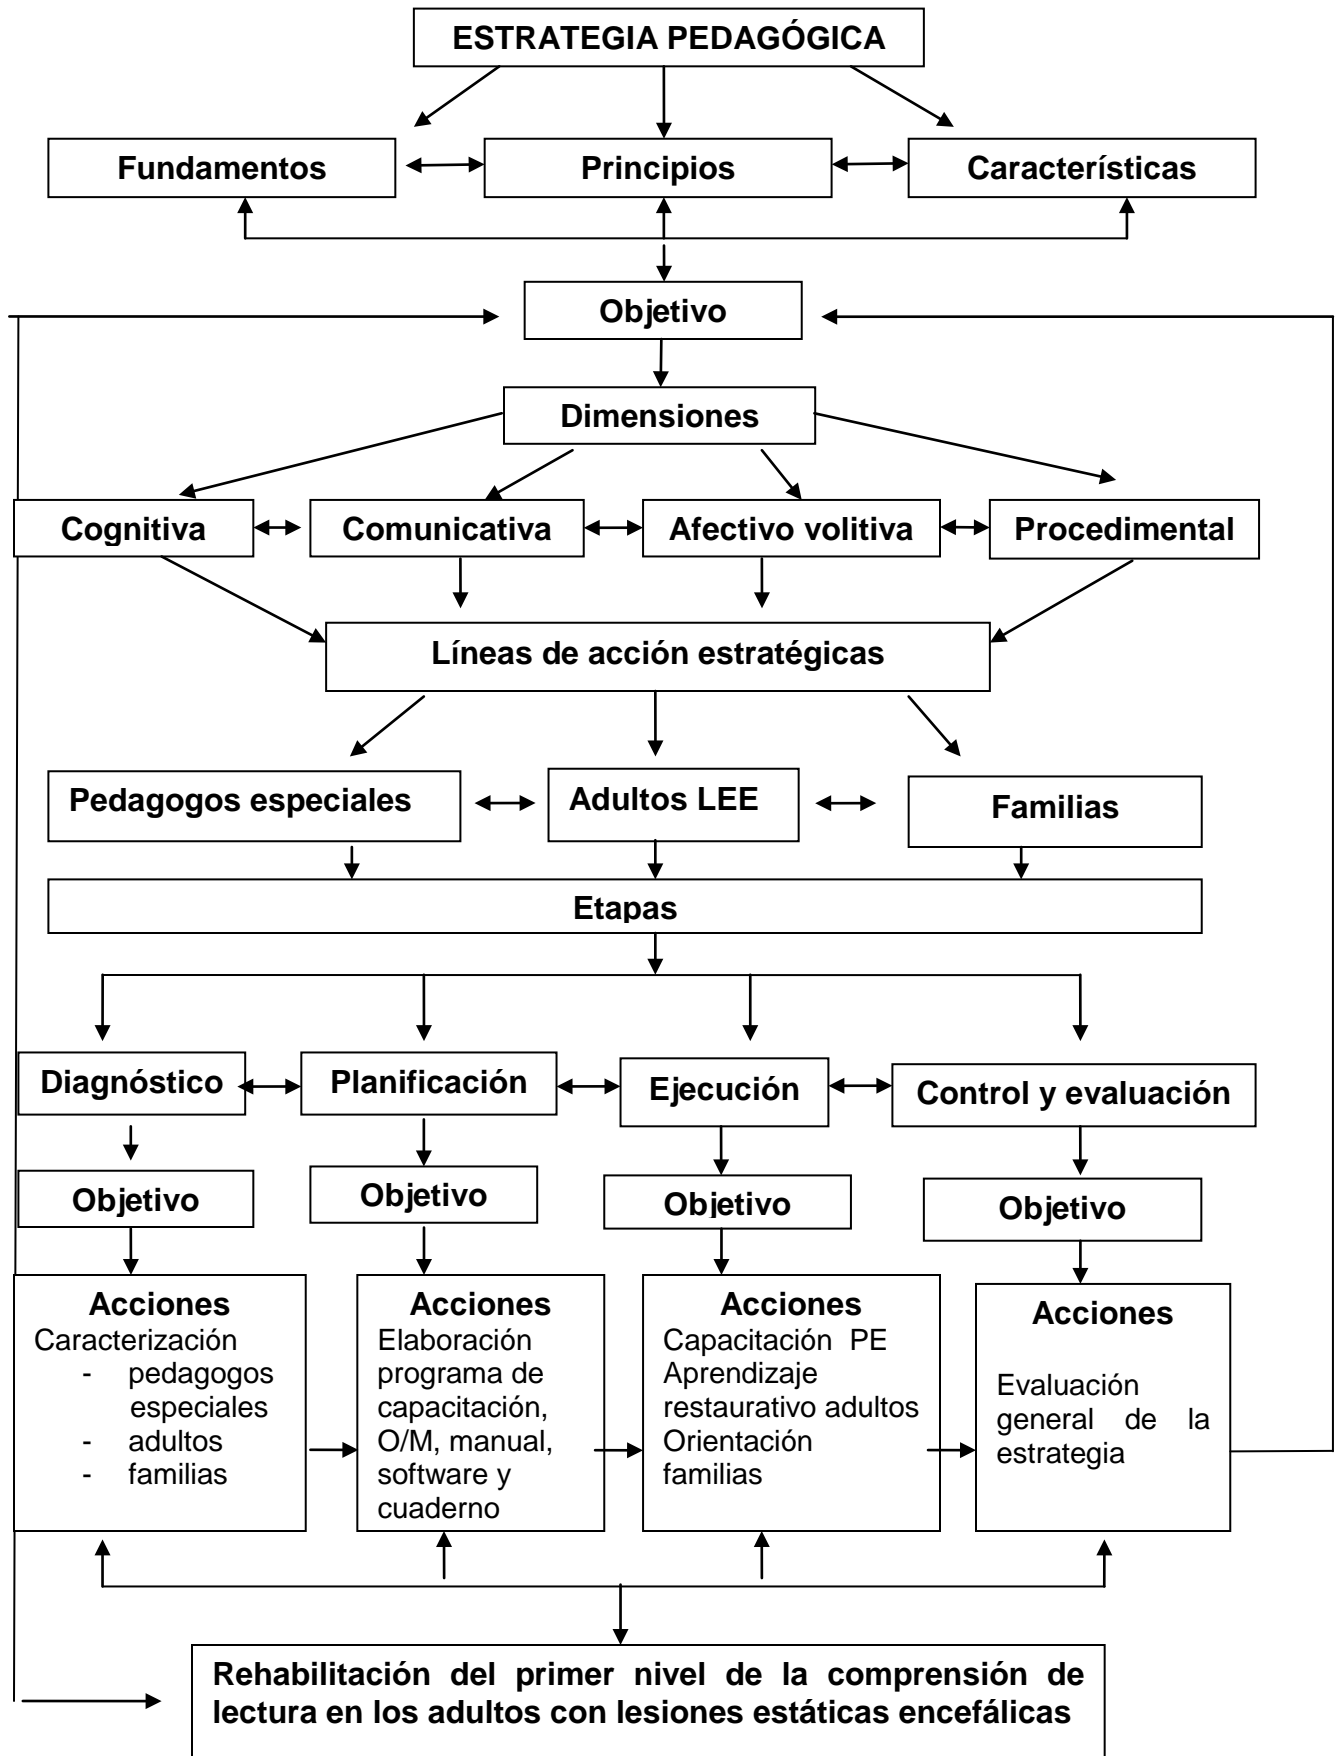 ESTRATEGIA PEDAGÓGICA
Fundamentos
Principios
Característisticas
Objetivo
Dimensiones
Cognitiva
Comunicativa
Afectivo volitiva
Procedimental
Líneas de acción estratégicas
Pedagogos especiales
Adultos LEE
Familias
Etapas
Diagnóstico
Planificación
Ejecución
Control y evaluación
Objetivo
Objetivo
Objetivo
Objetivo
Acciones
Caracterización
- pedagogos
especiales
- adultos
- familias
Acciones
Elaboración
programa de
capacitación,
O/M, manual,
software y
cuaderno
Acciones
Capacitación PE
Aprendizaje
restaurativo adultos
Orientación
familias
Acciones
Evaluación
general de la
estrategia
Rehabilitación del primer nivel de la comprensión de
lectura en los adultos con lesiones estáticas encefálicas